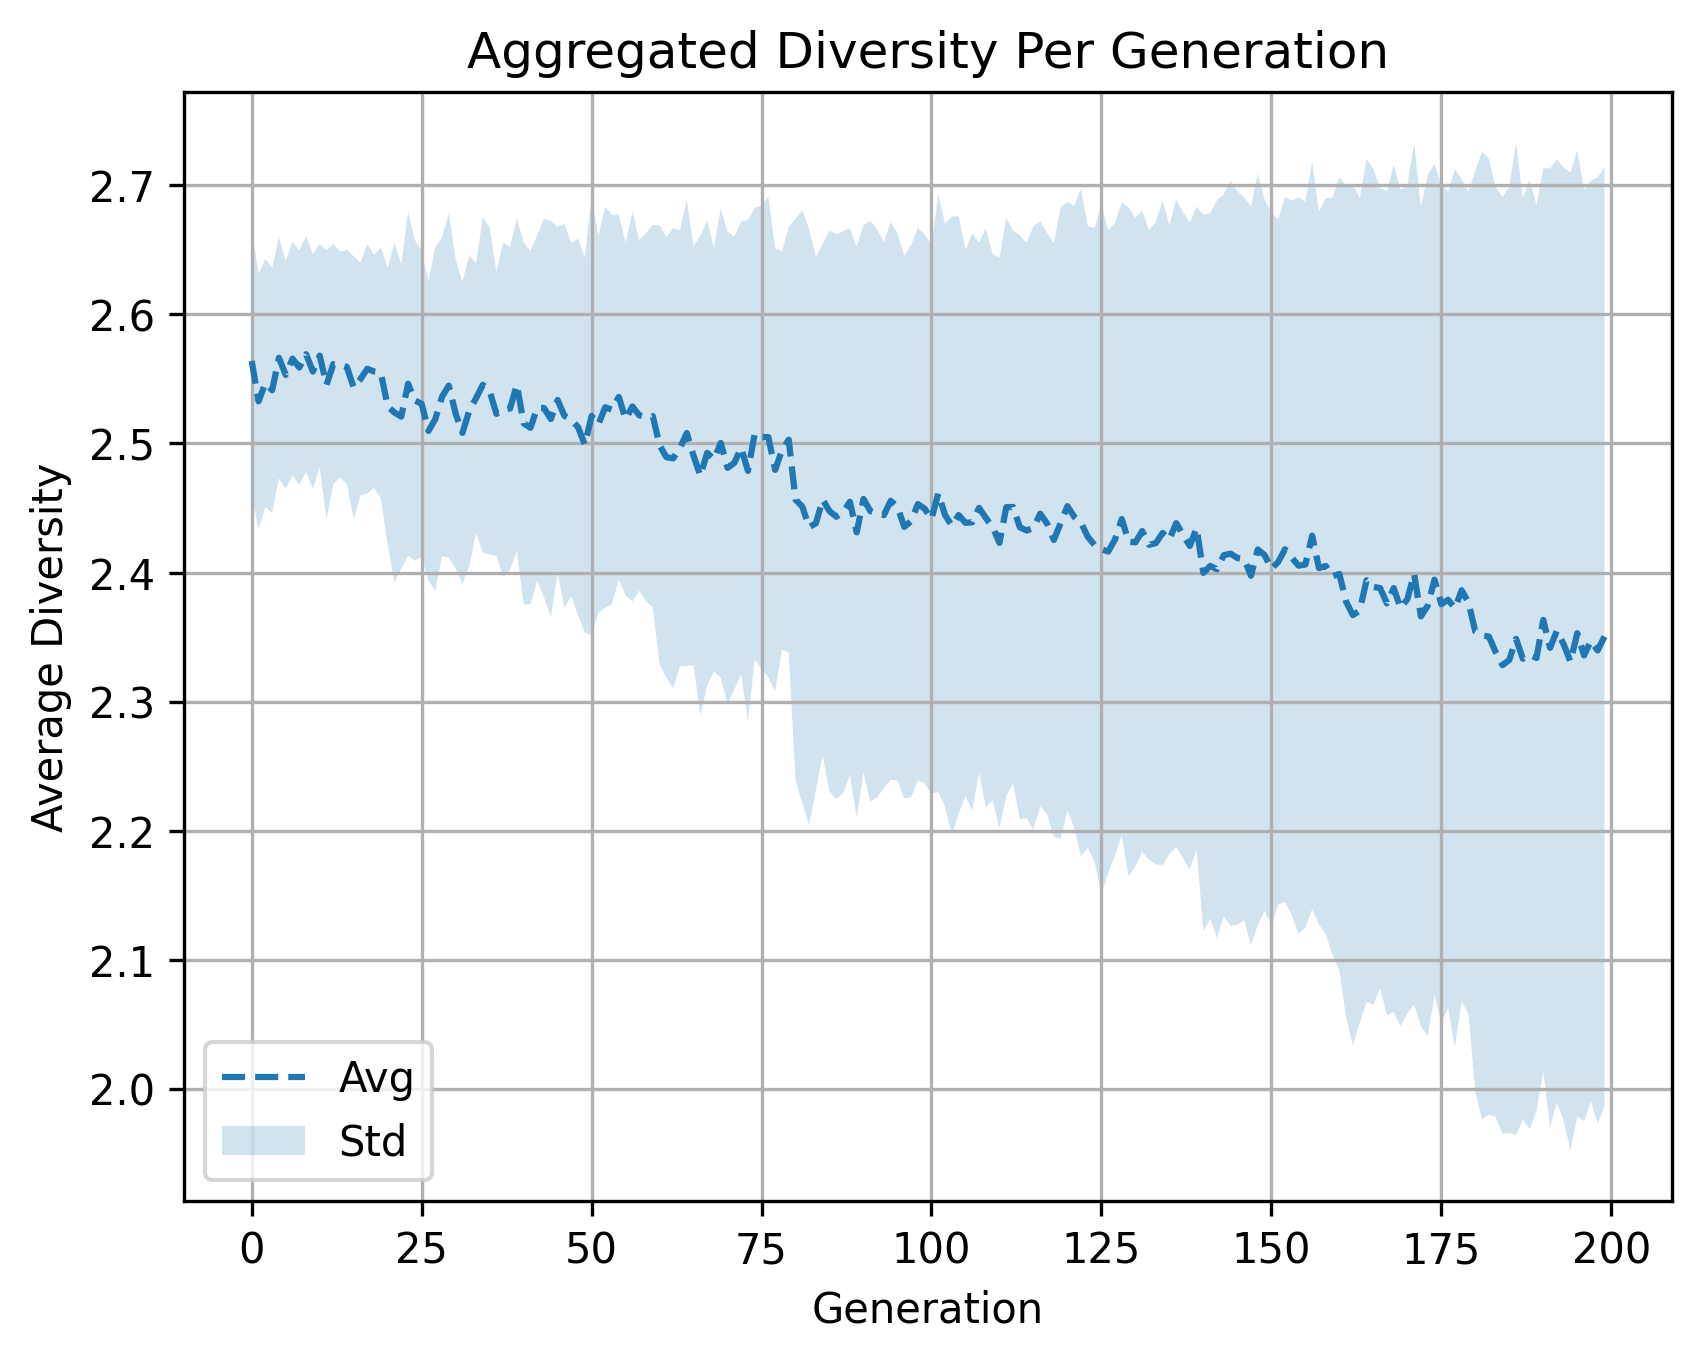 Aggregated Diversity Per Generation
Average Diversity
2.7
2.6
2.5
2.4
2.3
2.2
2.1
2.0
Avg
Std
0 25 50 75 100 125 150 175 200
Generation